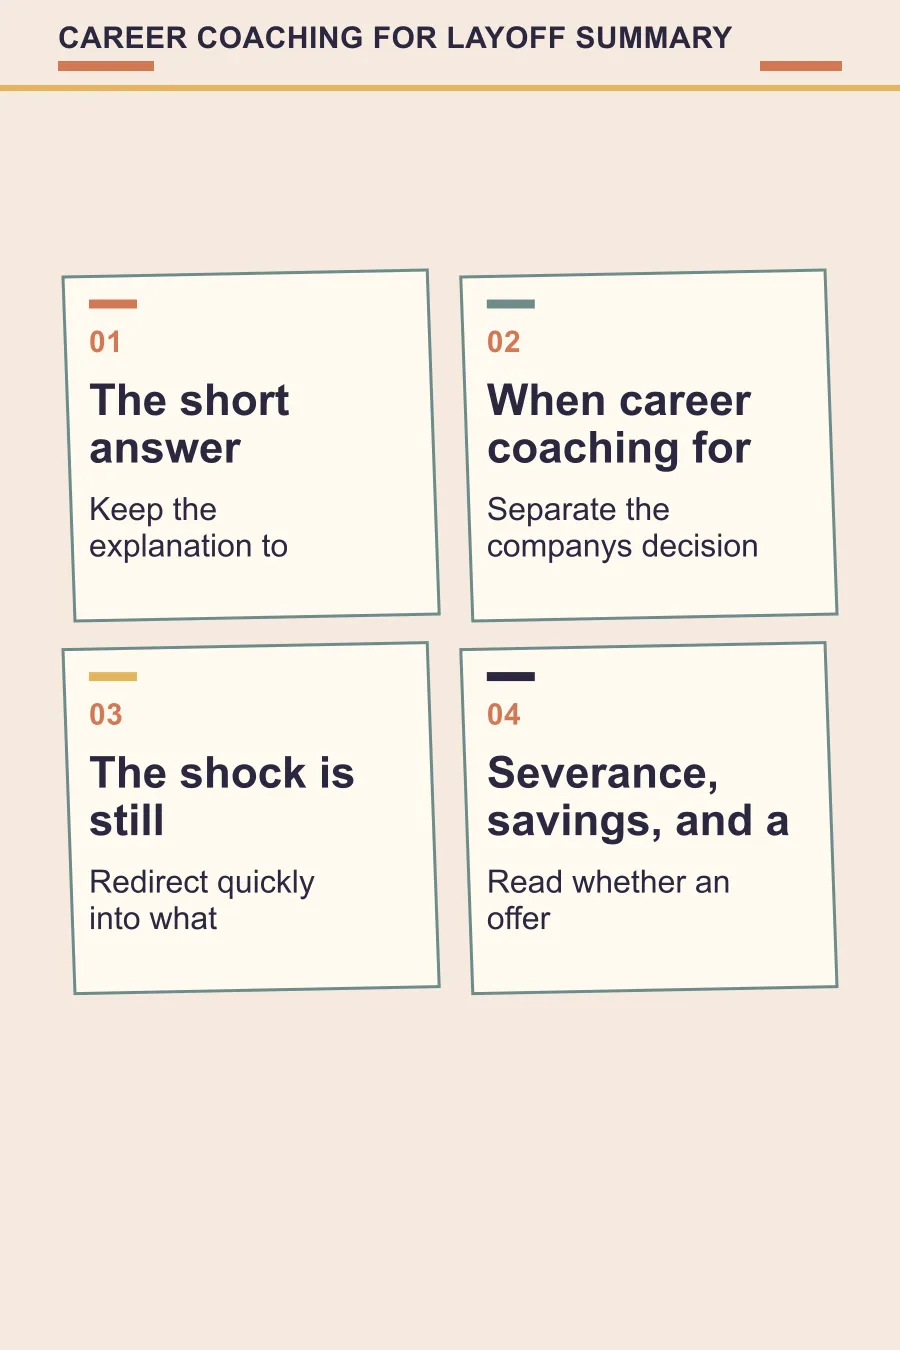 CAREER COACHING FOR LAYOFF SUMMARY
01
The short
answer
Keep the
explanation to
02
When career
coaching for
Separate the
companys decision
03
The shock is
still
Redirect quickly
into what
04
Severance,
savings, and a
Read whether an
offer